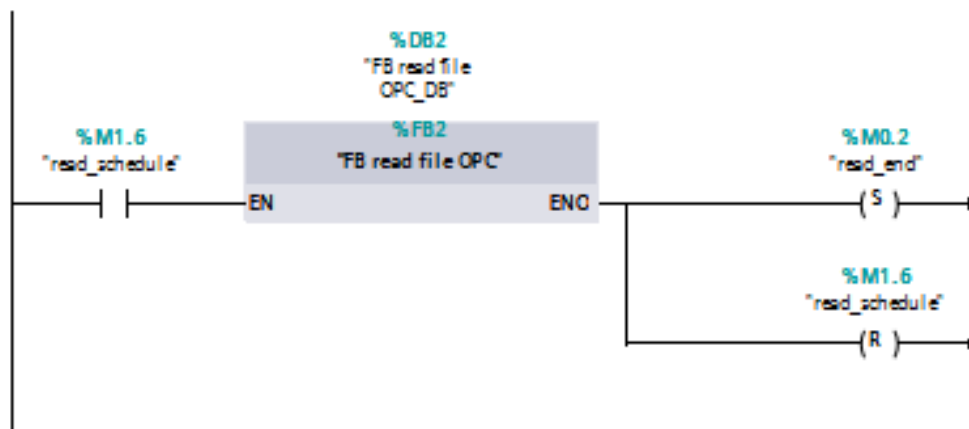 %DB2
"FB read file
OPC_DB"
%M1.6
"read_schedule"
%FB2
"FB read file OPC"
EN
ENO
%M0.2
"read_end"
S
%M1.6
"read_schedule"
R